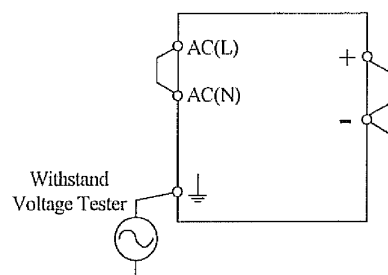 AC(L)
+
AC(N)
-
Withstand
Voltage Tester